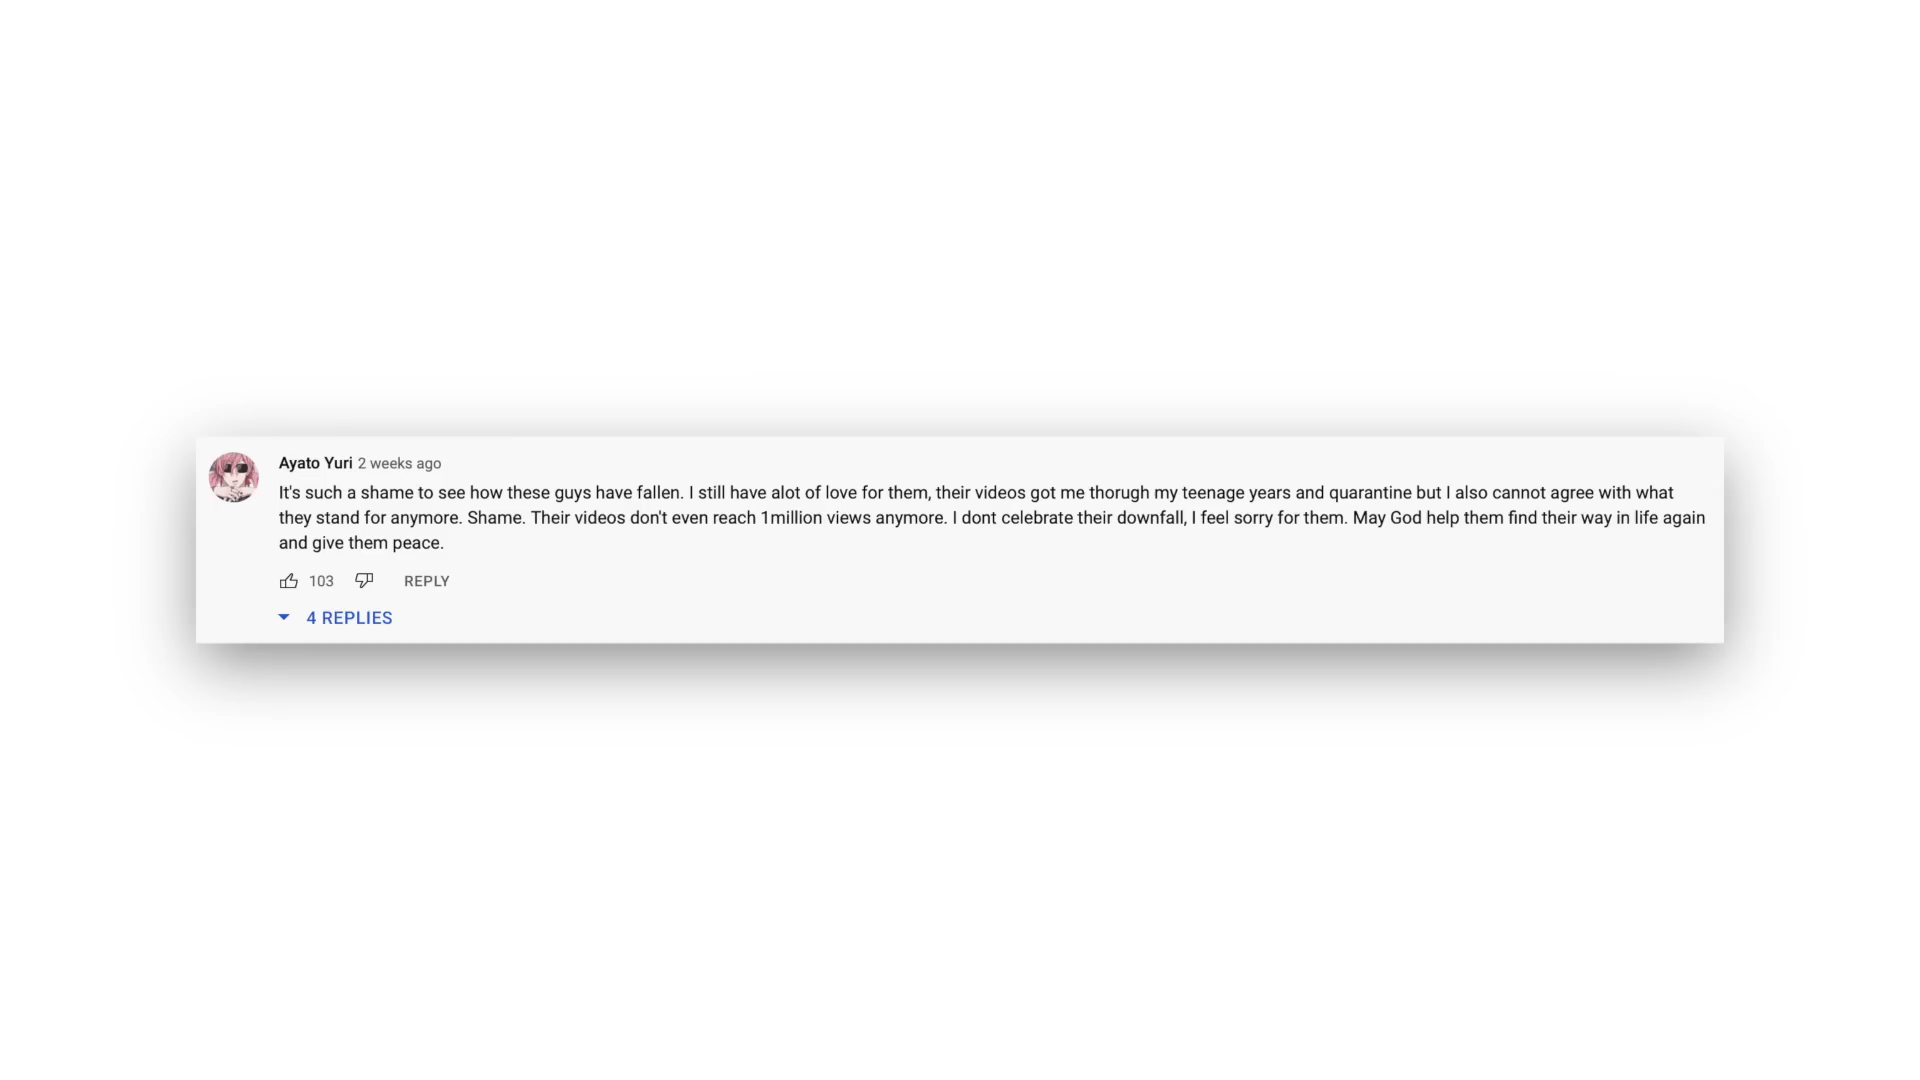 Ayato Yuri 2 weeks ago
It's such a shame to see how these guys have fallen. I still have alot of love for them, their videos got me thorugh my teenage years and quarantine but I also cannot agree with what
they stand for anymore. Shame. Their videos don't even reach 1million views anymore. I dont celebrate their downfall, I feel sorry for them. May God help them find their way in life again
and give them peace.
103 REPLY
4 REPLIES